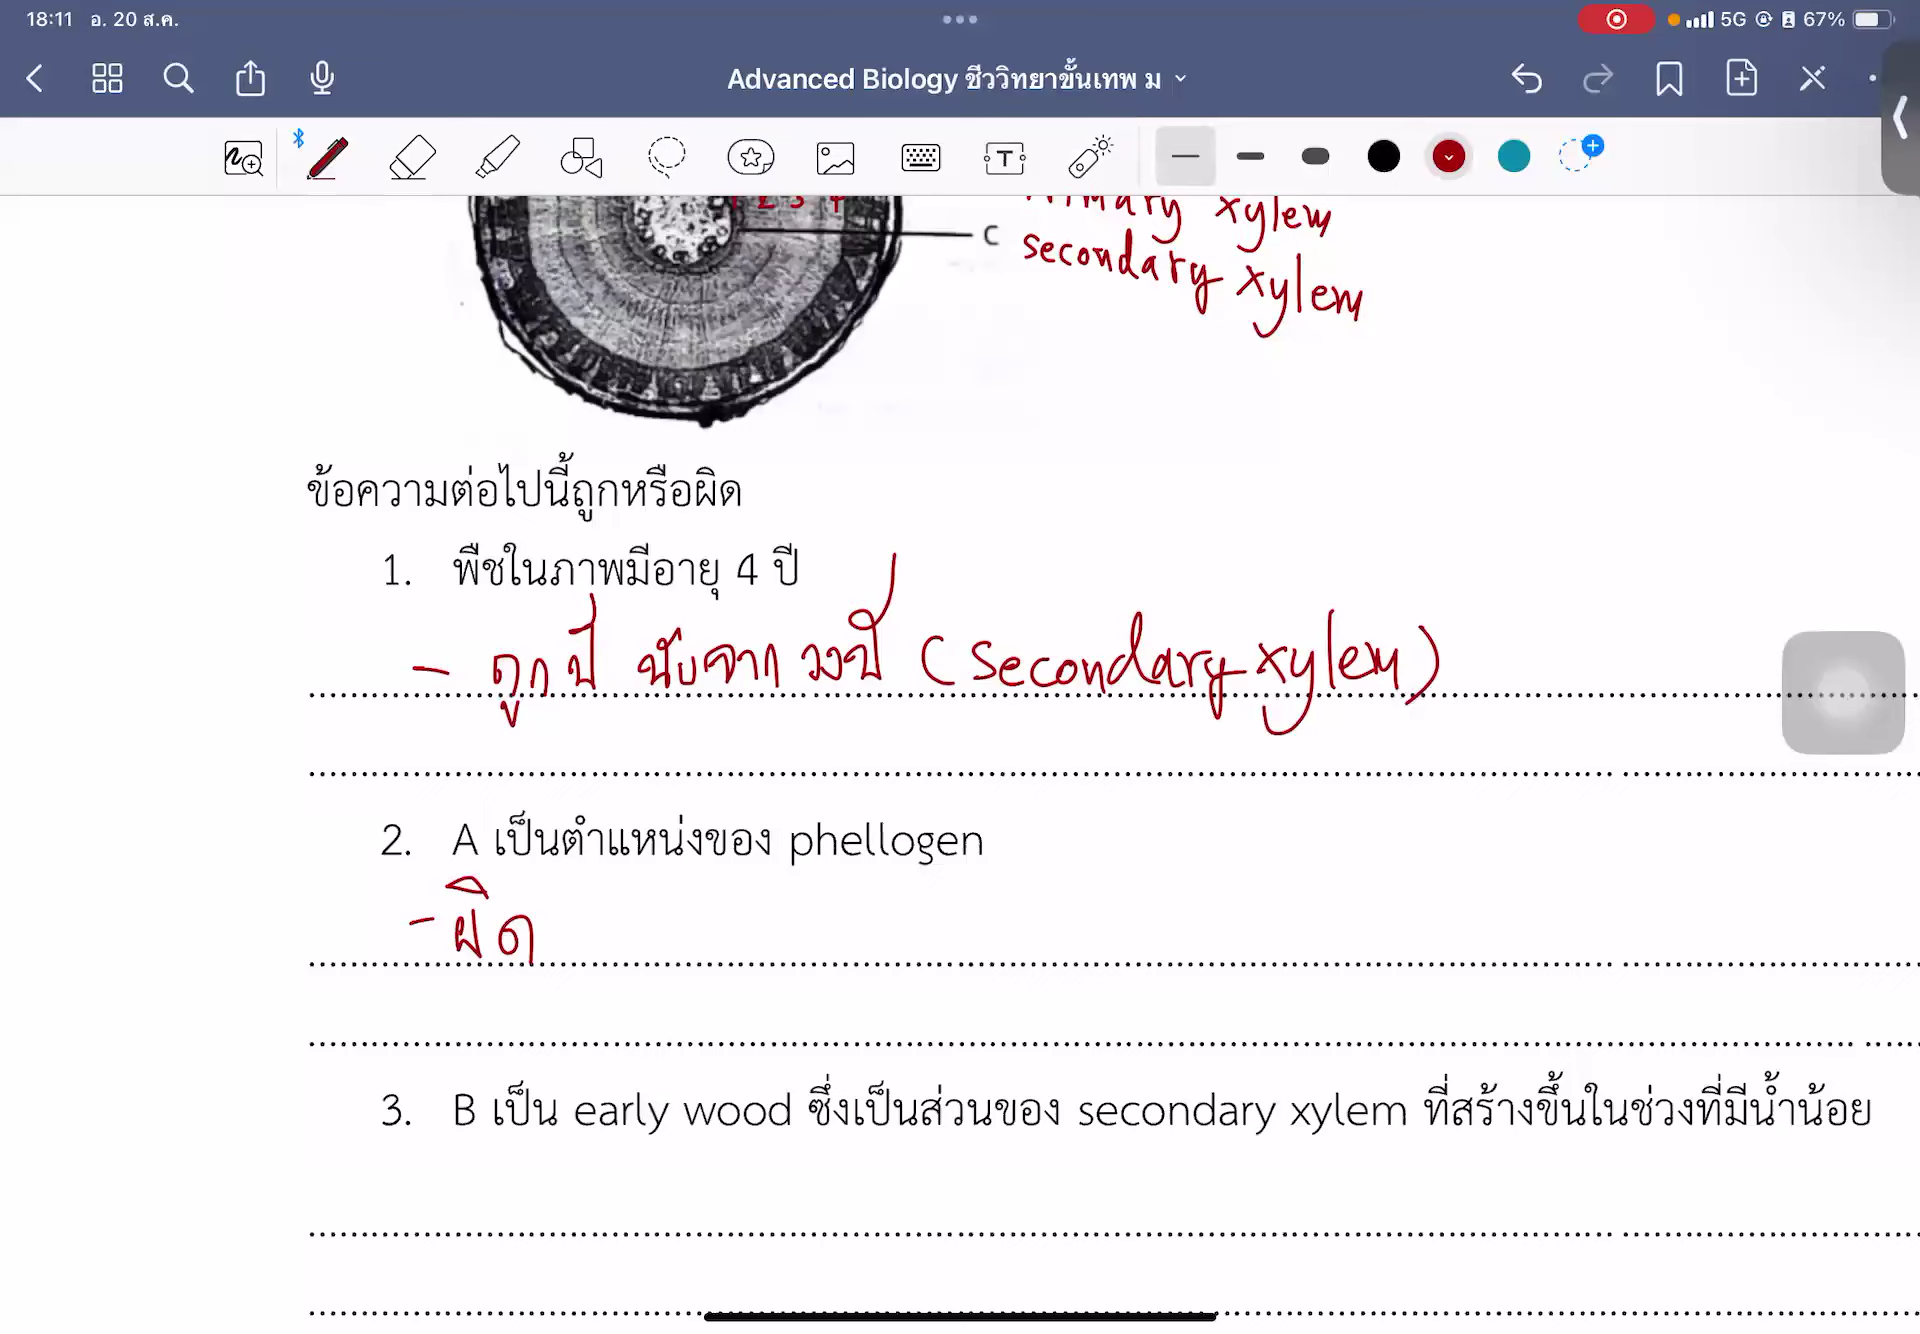 18:11 อ. 20 ส.ค. 5G 67%
Advanced Biology ชีววิทยาขั้นเทพ ม
T
1 2 3 4
Primary xylem
C secondary xylem
ข้อความต่อไปนี้ถูกหรือผิด
1. พืชในภาพมีอายุ 4 ปี
- ถูก ปี นับจาก วงปี (secondary xylem)
2. A เป็นตำแหน่งของ phellogen
- ผิด
3. B เป็น early wood ซึ่งเป็นส่วนของ secondary xylem ที่สร้างขึ้นในช่วงที่มีน้ำน้อย